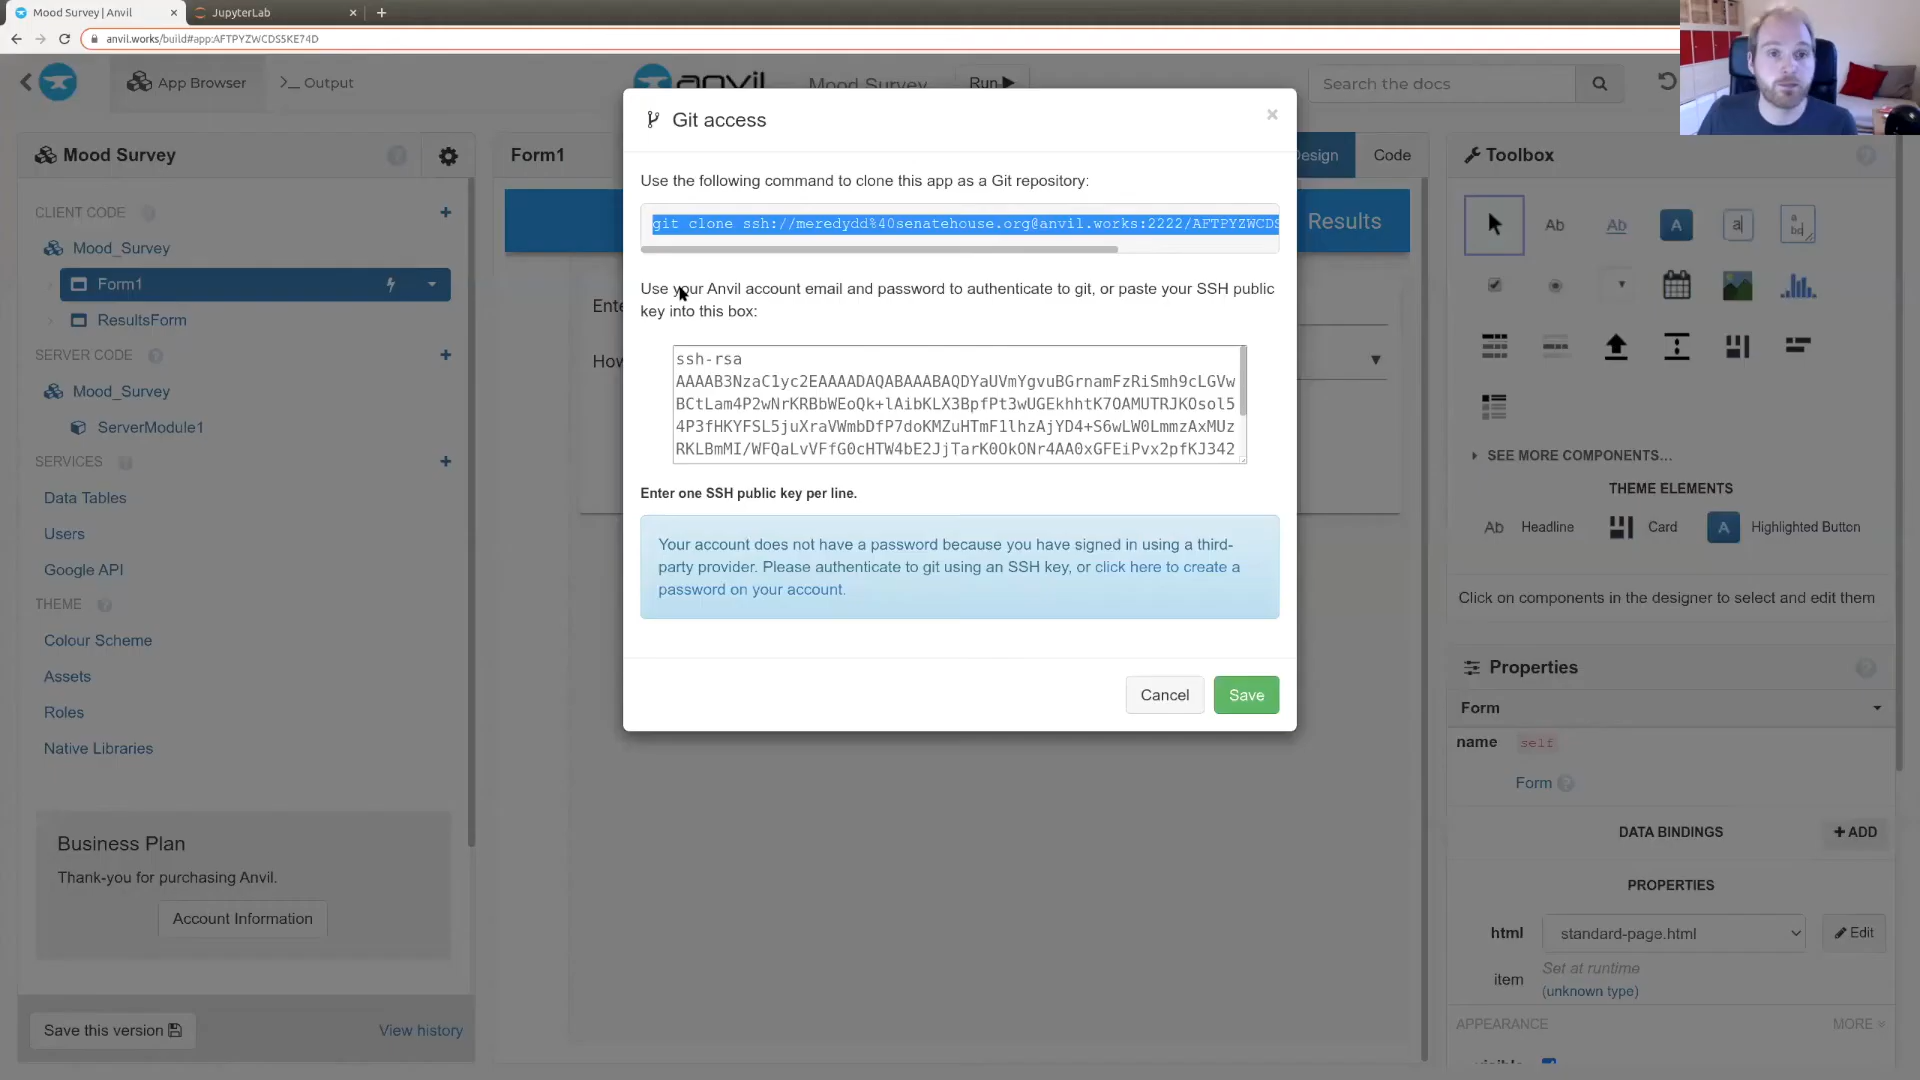 Mood Survey | Anvil
JupyterLab
anvil.works/build#app:AFTPYZWCDS5KE74D
App Browser
>_ Output
anvil
Mood Survey
Run
Search the docs
Mood Survey
CLIENT CODE
Mood_Survey
Form1
ResultsForm
SERVER CODE
Mood_Survey
ServerModule1
SERVICES
Data Tables
Users
Google API
THEME
Colour Scheme
Assets
Roles
Native Libraries
Business Plan
Thank-you for purchasing Anvil.
Account Information
Save this version
View history
Form1
Code
Results
Git access
Use the following command to clone this app as a Git repository:
git clone ssh://meredydd%40senatehouse.org@anvil.works:2222/AFTPYZWCDS
Use your Anvil account email and password to authenticate to git, or paste your SSH public
key into this box:
ssh-rsa
AAAAB3NzaC1yc2EAAAADAQABAAABAQDYaUVmYgvuBGrnamFzRiSmh9cLGVw
BCtLam4P2wNrKRBbWEoQk+lAibKLX3BpfPt3wUGEkhhtK7OAMUTRJKOsol5
4P3fHKYFSL5juXraVWmbDfP7doKMZuHTmF1lhzAjYD4+S6wLW0LmmzAxMUz
RKLBmMI/WFQaLvVFfG0cHTW4bE2JjTarK0OkONr4AA0xGFEiPvx2pfKJ342
Enter one SSH public key per line.
Your account does not have a password because you have signed in using a third-
party provider. Please authenticate to git using an SSH key, or click here to create a
password on your account.
Cancel
Save
Toolbox
SEE MORE COMPONENTS...
THEME ELEMENTS
Ab Headline
Card
A Highlighted Button
Click on components in the designer to select and edit them
Properties
Form
name self
Form
DATA BINDINGS
+ ADD
PROPERTIES
html standard-page.html Edit
item Set at runtime
(unknown type)
APPEARANCE
MORE